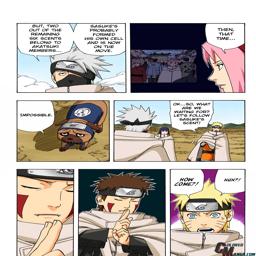 BUT, TWO
OUT OF THE
REMAINING
SIX SCENTS
BELONG TO
AKATSUKI
MEMBERS.
SASUKE'S
PROBABLY
FORMED
HIS OWN CELL
AND IS NOW
ON THE
MOVE.
THEN,
THAT
TIME...
IMPOSSIBLE.
OK...SO, WHAT
ARE WE
WAITING FOR?
LET'S FOLLOW
SASUKE'S
SCENT!
HOW
COME?!
HUH?!